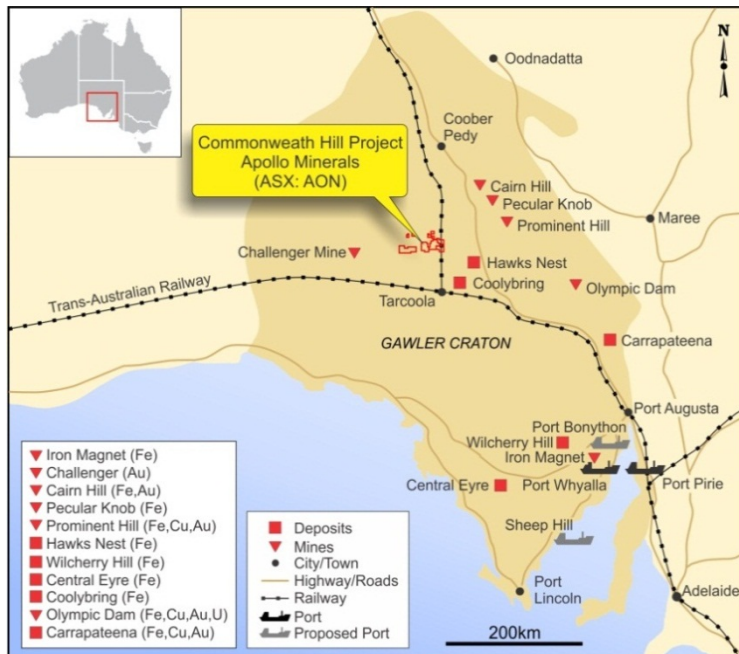 N
Oodnadatta
Coober
Pedy
Commonweath Hill Project
Apollo Minerals
(ASX: AON)
Cairn Hill
Pecular Knob
Prominent Hill
Maree
Challenger Mine
Hawks Nest
Coolybring
Olympic Dam
Trans-Australian Railway
Tarcoola
GAWLER CRATON
Carrapateena
Port Augusta
Port Bonython
Wilcherry Hill
Iron Magnet
Central Eyre
Port Whyalla
Port Pirie
Sheep Hill
Port
Lincoln
Adelaide
200km
Iron Magnet (Fe)
Challenger (Au)
Cairn Hill (Fe,Au)
Pecular Knob (Fe)
Prominent Hill (Fe,Cu,Au)
Hawks Nest (Fe)
Wilcherry Hill (Fe)
Central Eyre (Fe)
Coolybring (Fe)
Olympic Dam (Fe,Cu,Au,U)
Carrapateena (Fe,Cu,Au)
Deposits
Mines
City/Town
Highway/Roads
Railway
Port
Proposed Port